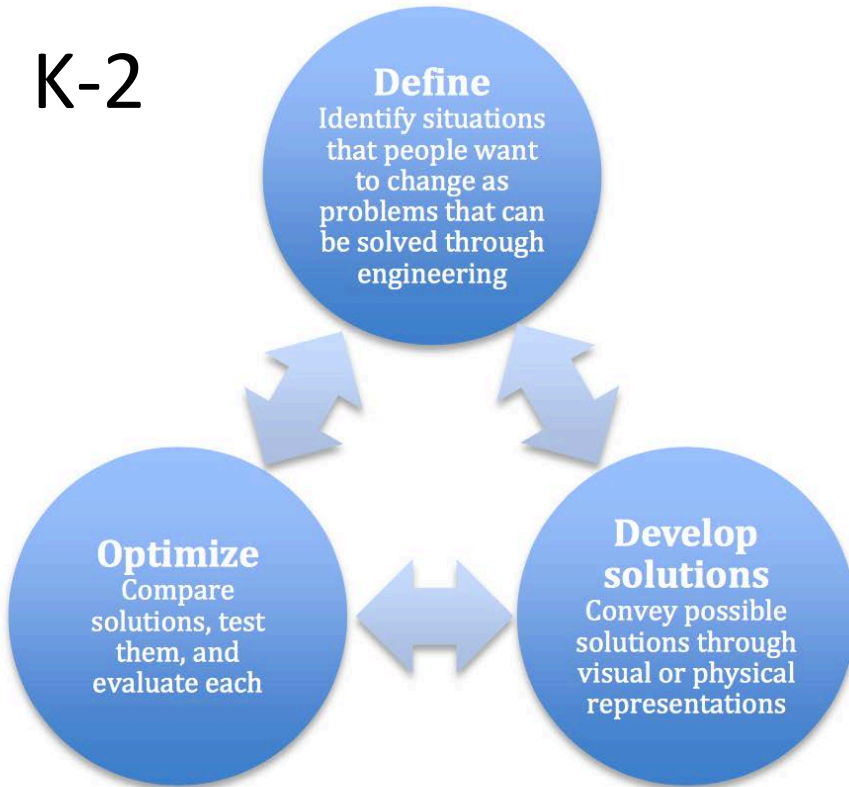 K-2
Define
Identify situations
that people want
to change as
problems that can
be solved through
engineering
Optimize
Compare
solutions, test
them, and
evaluate each
Develop
solutions
Convey possible
solutions through
visual or physical
representations